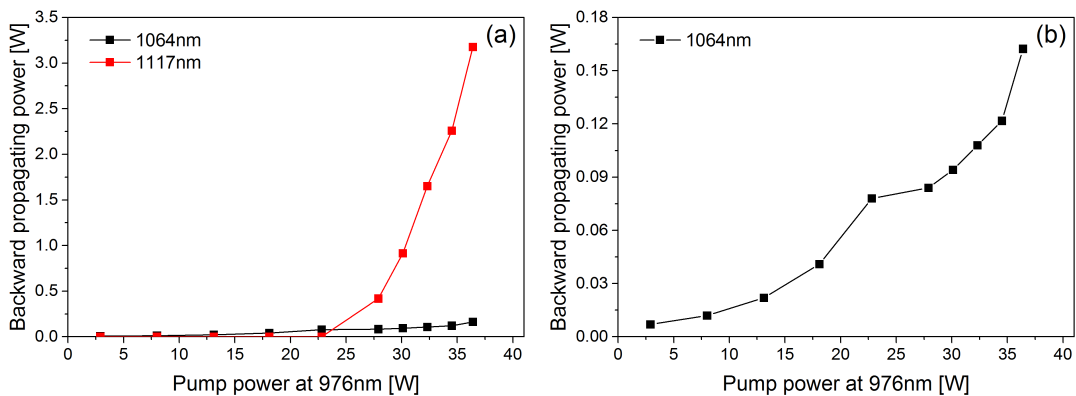 (a)
1064nm
1117nm
3.5
3.0
2.5
2.0
1.5
1.0
0.5
0.0
Backward propagating power [W]
0 5 10 15 20 25 30 35 40
Pump power at 976nm [W]
(b)
1064nm
0.18
0.15
0.12
0.09
0.06
0.03
0.00
Backward propagating power [W]
0 5 10 15 20 25 30 35 40
Pump power at 976nm [W]